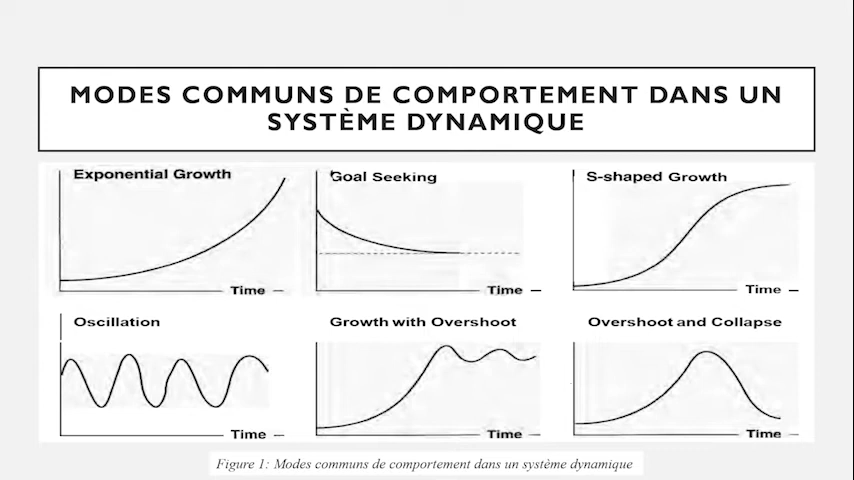 MODES COMMUNS DE COMPORTEMENT DANS UN
SYSTÈME DYNAMIQUE
Exponential Growth
Time
Goal Seeking
Time
S-shaped Growth
Time
Oscillation
Time
Growth with Overshoot
Time
Overshoot and Collapse
Time
Figure 1: Modes communs de comportement dans un système dynamique